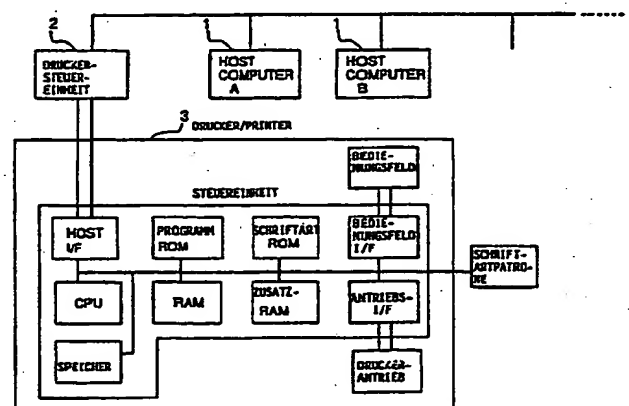 2
1
1
DRUCKER-
STEUER-
EINHEIT
HOST
COMPUTER
A
HOST
COMPUTER
B
3
DRUCKER/PRINTER
BEDIE-
NUNGSFELD
STEUEREINHEIT
HOST
I/F
PROGRAMM
ROM
SCHRIFTART
ROM
BEDIE-
NUNGSFELD
I/F
SCHRIFT-
ARTPATRO-
NE
CPU
RAM
ZUSATZ-
RAM
ANTRIEBS-
I/F
SPEICHER
DRUCKER-
ANTRIEB